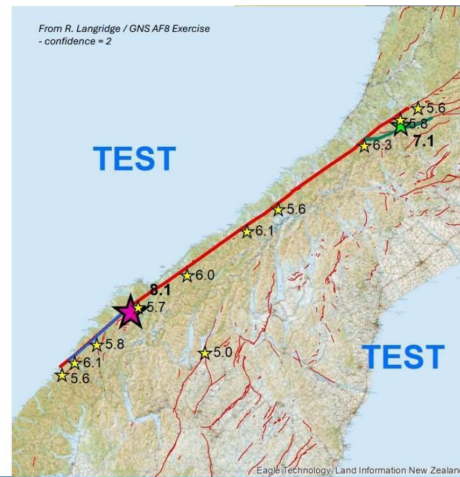 From R. Langridge / GNS AF8 Exercise
- confidence = 2
5.6
5.8
7.1
6.3
TEST
5.6
6.1
6.0
8.1
5.7
5.8
5.0
TEST
6.1
5.6
Eagle Technology, Land Information New Zealand